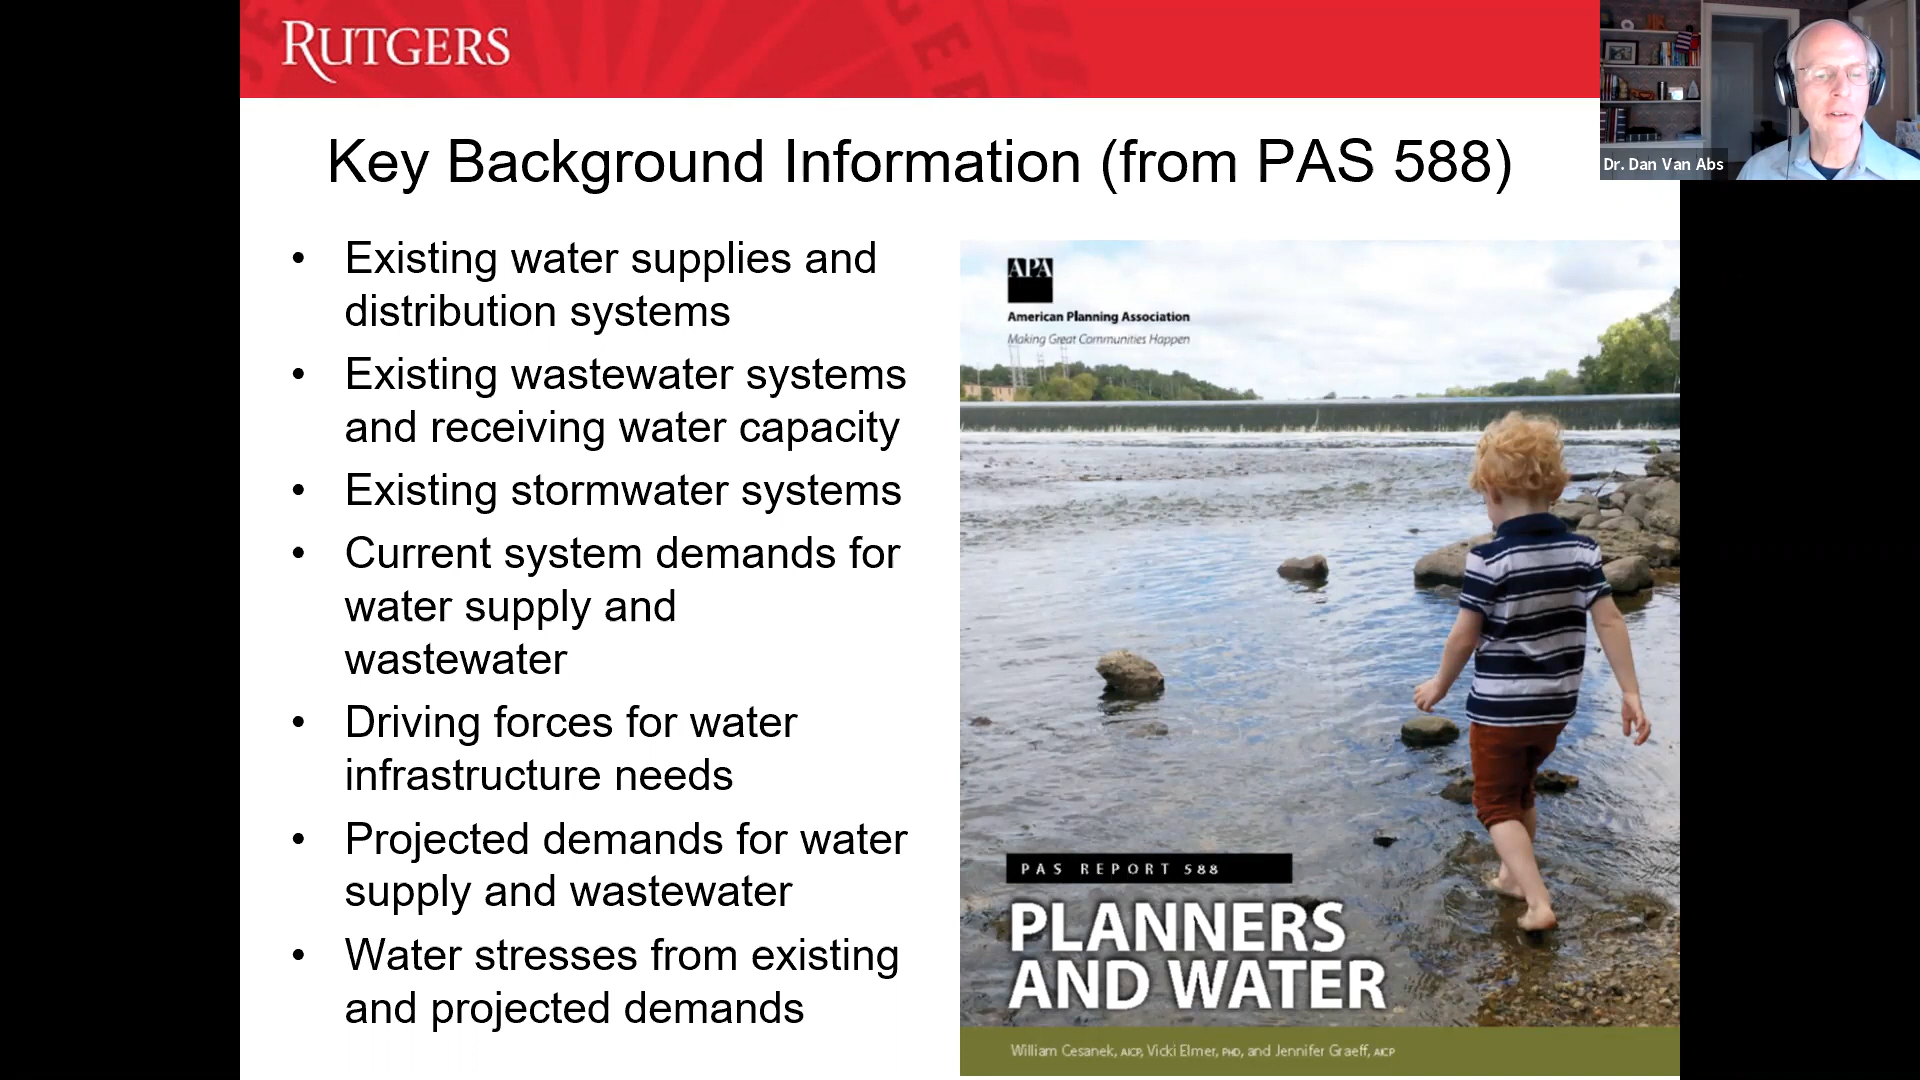 RUTGERS
Dr. Dan Van Abs
Key Background Information (from PAS 588)
• Existing water supplies and
distribution systems
• Existing wastewater systems
and receiving water capacity
• Existing stormwater systems
• Current system demands for
water supply and
wastewater
• Driving forces for water
infrastructure needs
• Projected demands for water
supply and wastewater
• Water stresses from existing
and projected demands
APA
American Planning Association
Making Great Communities Happen
PAS REPORT 588
PLANNERS
AND WATER
William Cesanek, AICP, Vicki Elmer, PhD, and Jennifer Graeff, AICP